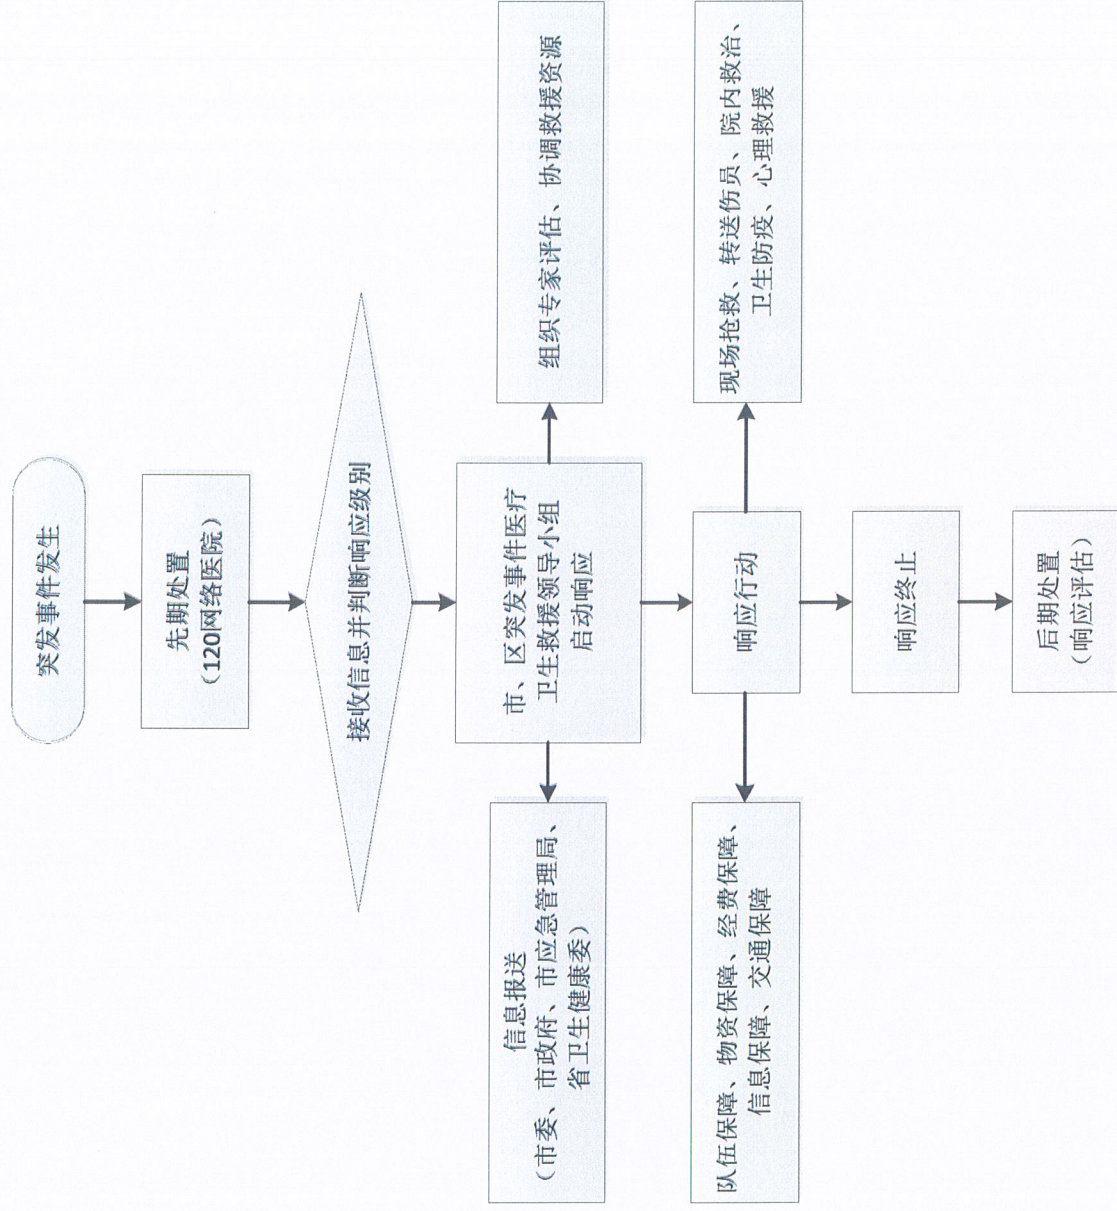 突发事件发生
先期处置
（120网络医院）
接收信息并判断响应级别
市、区突发事件医疗
卫生救援领导小组
启动响应
信息报送
（市委、市政府、市应急管理局、
省卫生健康委）
组织专家评估、协调救援资源
响应行动
队伍保障、物资保障、经费保障、
信息保障、交通保障
现场抢救、转送伤员、院内救治、
卫生防疫、心理救援
响应终止
后期处置
（响应评估）